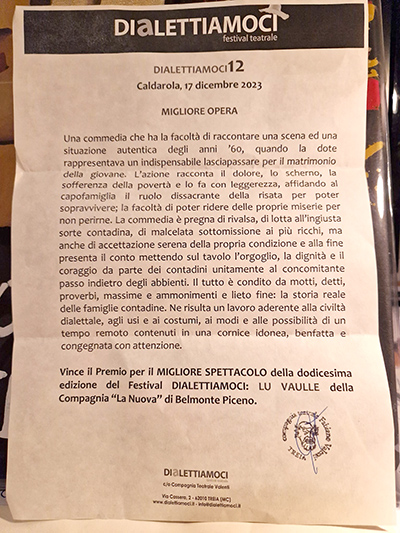 DIaLETTIAMOCI
festival teatrale
DIALETTIAMOCI12
Caldarola, 17 dicembre 2023
MIGLIORE OPERA
Una commedia che ha la facoltà di raccontare una scena ed una
situazione autentica degli anni ’60, quando la dote
rappresentava un indispensabile lasciapassare per il matrimonio
della giovane. L'azione racconta il dolore, lo scherno, la
sofferenza della povertà e lo fa con leggerezza, affidando al
capofamiglia il ruolo dissacrante della risata per poter
sopravvivere; la facoltà di poter ridere delle proprie miserie per
non perirne. La commedia è pregna di rivalsa, di lotta all'ingiusta
sorte contadina, di malcelata sottomissione ai più ricchi, ma
anche di accettazione serena della propria condizione e alla fine
presenta il conto mettendo sul tavolo l'orgoglio, la dignità e il
coraggio da parte dei contadini unitamente al concomitante
passo indietro degli abbienti. Il tutto è condito da motti, detti,
proverbi, massime e ammonimenti e lieto fine: la storia reale
delle famiglie contadine. Ne risulta un lavoro aderente alla civiltà
dialettale, agli usi e ai costumi, ai modi e alle possibilità di un
tempo remoto contenuti in una cornice idonea, benfatta e
congegnata con attenzione.
Vince il Premio per il MIGLIORE SPETTACOLO della dodicesima
edizione del Festival DIALETTIAMOCI: LU VAULLE della
Compagnia “La Nuova” di Belmonte Piceno.
TREIA
DIaLETTIAMOCI
c/o Compagnia Teatrale Valenti
Via Cassera, 2 - 62010 TREIA (MC)
www.dialettiamoci.it - info@dialettiamoci.it